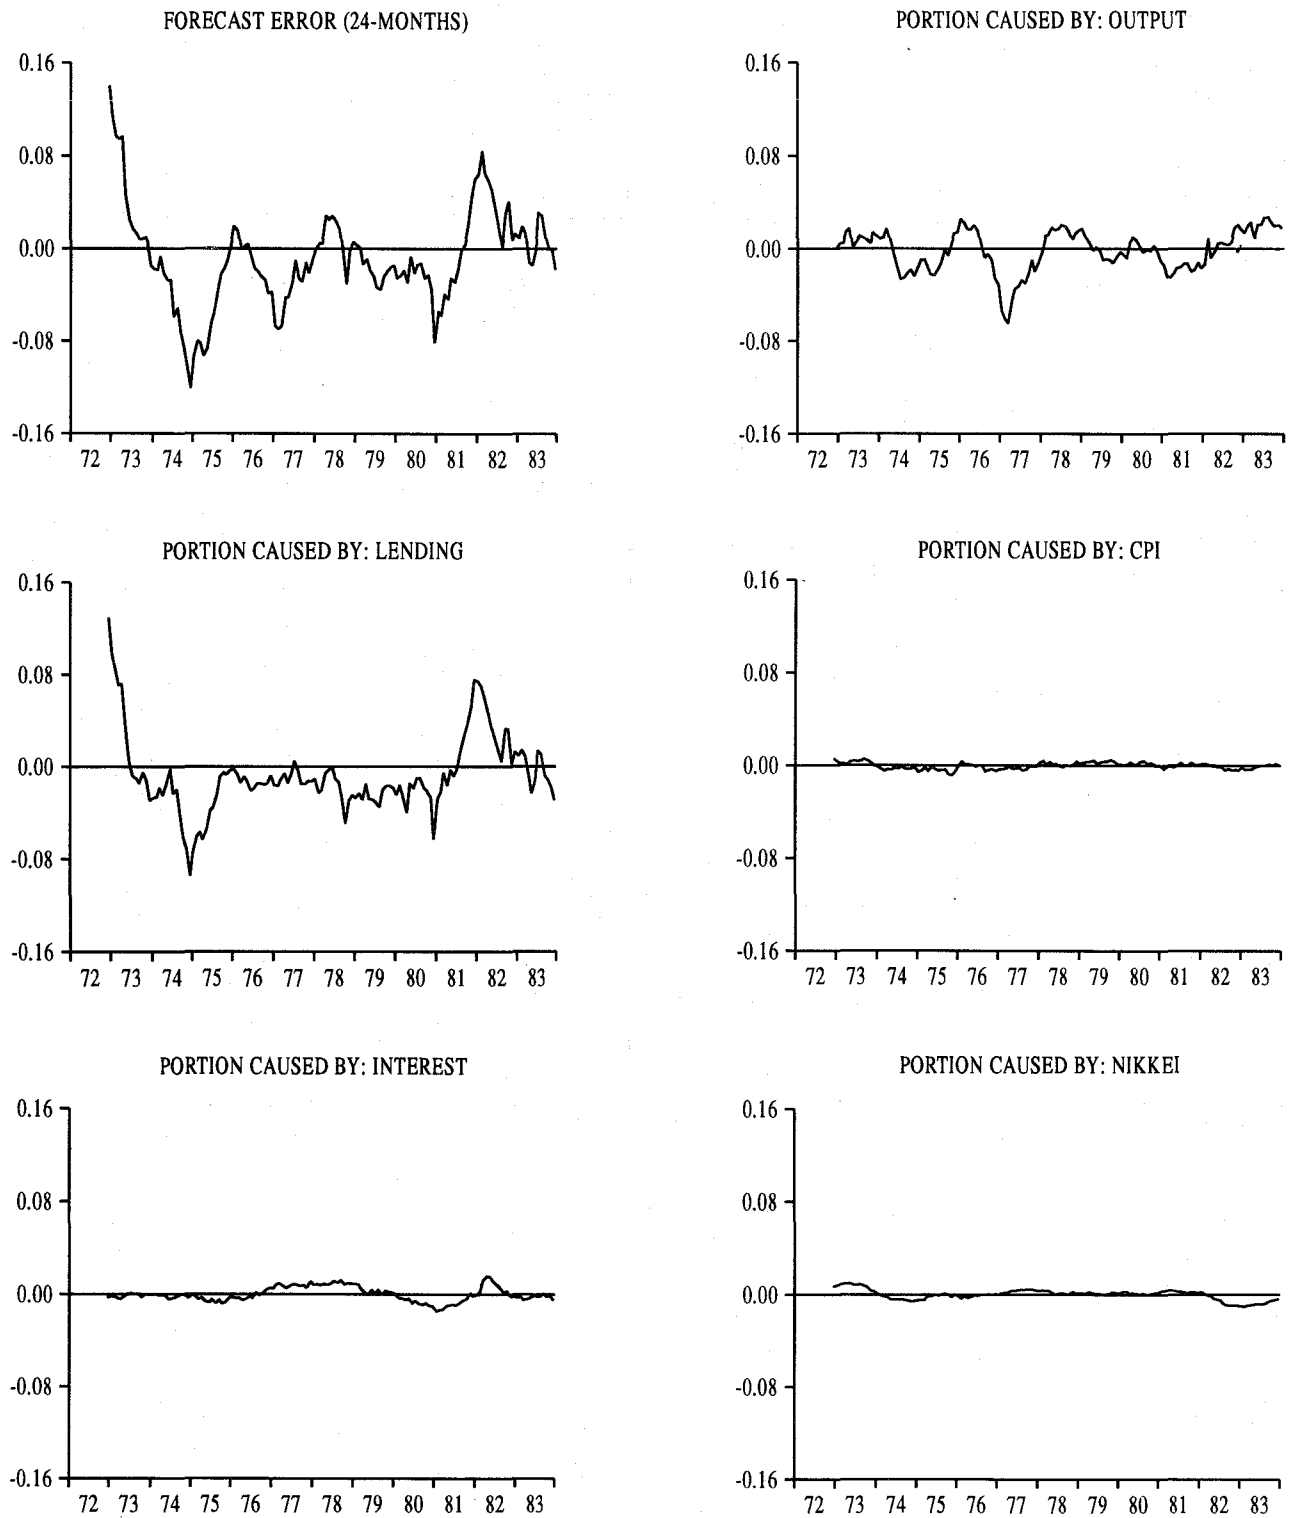 FORECAST ERROR (24-MONTHS)
0.16
0.08
0.00
-0.08
-0.16
72 73 74 75 76 77 78 79 80 81 82 83
PORTION CAUSED BY: OUTPUT
0.16
0.08
0.00
-0.08
-0.16
72 73 74 75 76 77 78 79 80 81 82 83
PORTION CAUSED BY: LENDING
0.16
0.08
0.00
-0.08
-0.16
72 73 74 75 76 77 78 79 80 81 82 83
PORTION CAUSED BY: CPI
0.16
0.08
0.00
-0.08
-0.16
72 73 74 75 76 77 78 79 80 81 82 83
PORTION CAUSED BY: INTEREST
0.16
0.08
0.00
-0.08
-0.16
72 73 74 75 76 77 78 79 80 81 82 83
PORTION CAUSED BY: NIKKEI
0.16
0.08
0.00
-0.08
-0.16
72 73 74 75 76 77 78 79 80 81 82 83